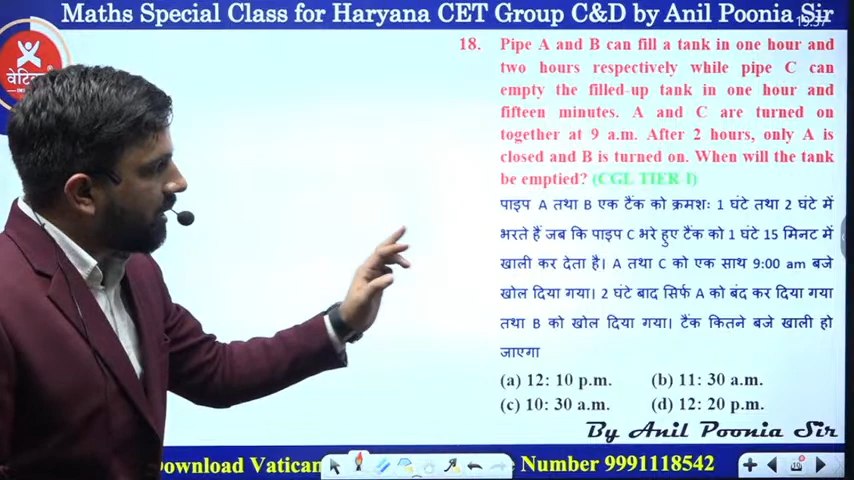 Maths Special Class for Haryana CET Group C&D by Anil Poonia Sir
18. Pipe A and B can fill a tank in one hour and
two hours respectively while pipe C can
empty the filled-up tank in one hour and
fifteen minutes. A and C are turned on
together at 9 a.m. After 2 hours, only A is
closed and B is turned on. When will the tank
be emptied? (CGL TIER I)
पाइप A तथा B एक टैंक को क्रमशः 1 घंटे तथा 2 घंटे में
भरते हैं जब कि पाइप C भरे हुए टैंक को 1 घंटे 15 मिनट में
खाली कर देता है। A तथा C को एक साथ 9:00 am बजे
खोल दिया गया। 2 घंटे बाद सिर्फ A को बंद कर दिया गया
तथा B को खोल दिया गया। टैंक कितने बजे खाली हो
जाएगा
(a) 12: 10 p.m. (b) 11: 30 a.m.
(c) 10: 30 a.m. (d) 12: 20 p.m.
By Anil Poonia Sir
Download Number 9991118542